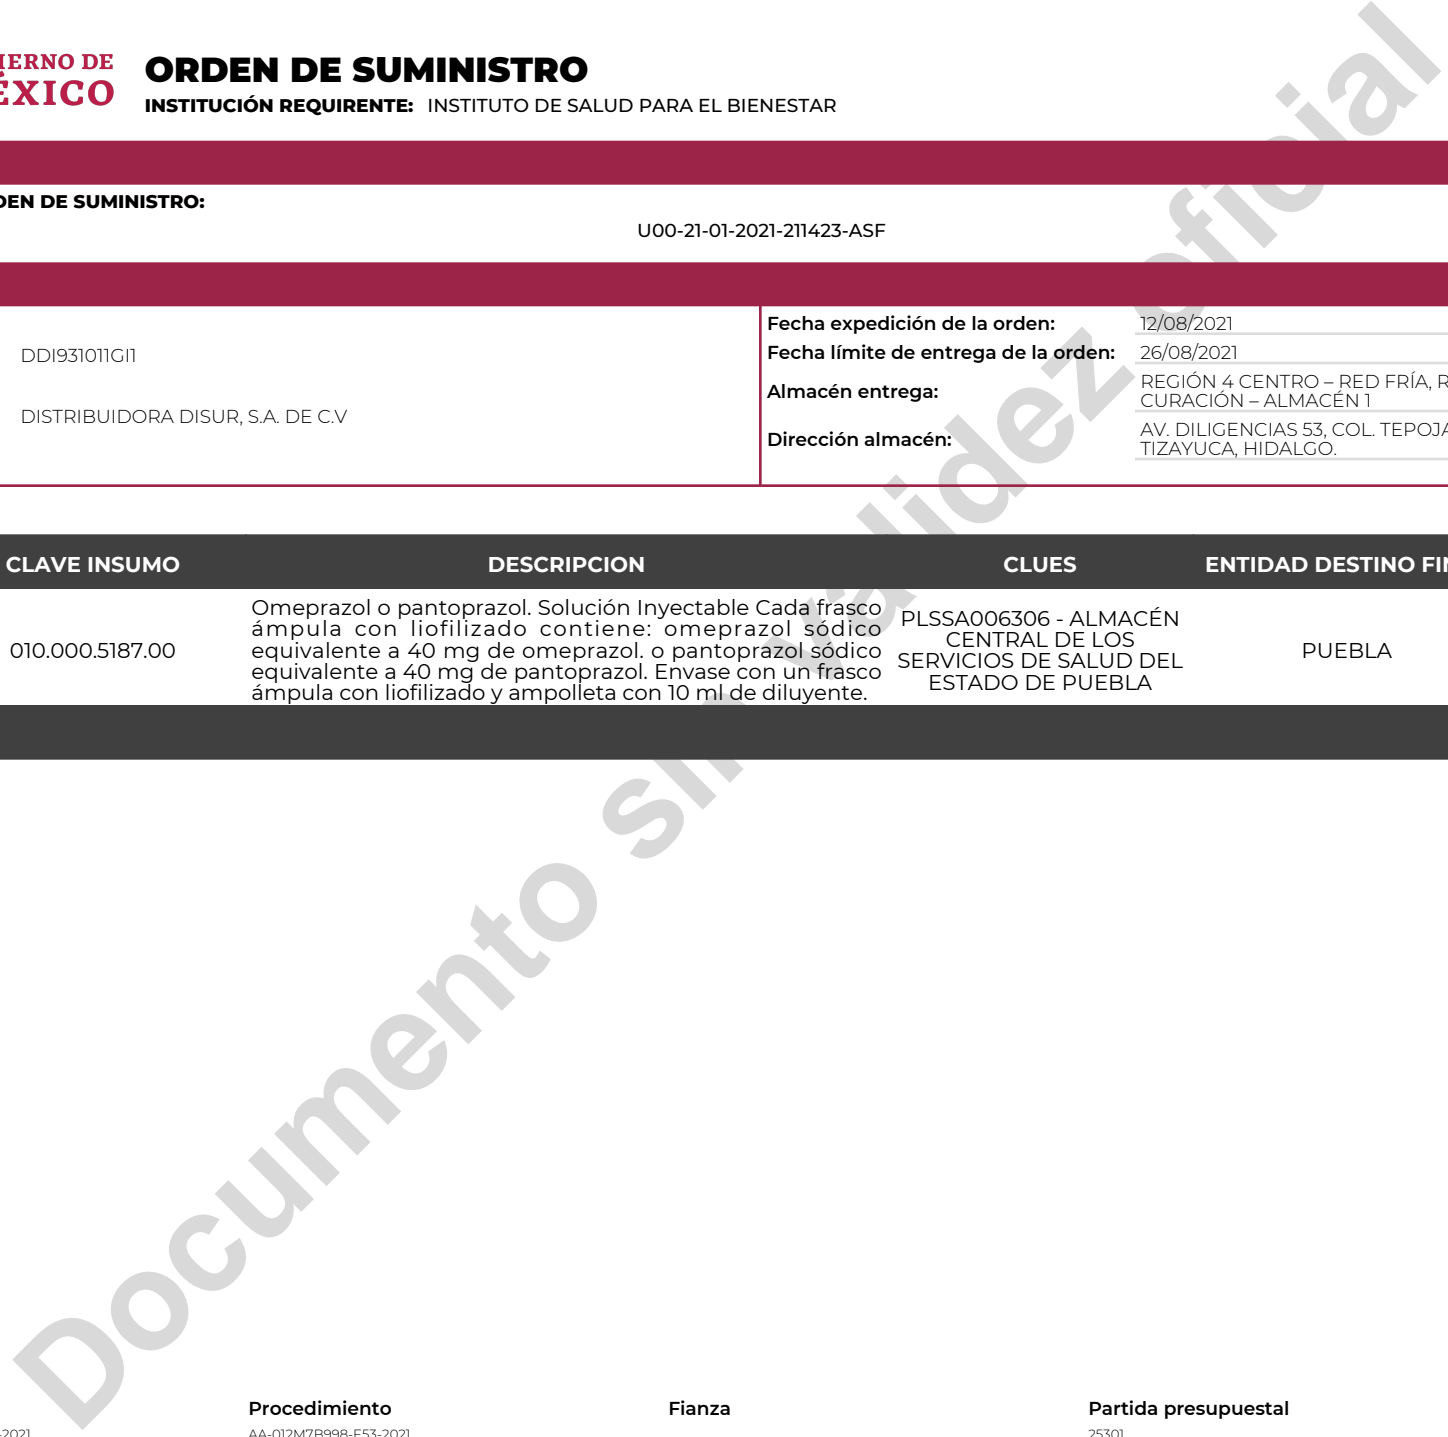 ORDEN DE SUMINISTRO
INSTITUCIÓN REQUIRENTE: INSTITUTO DE SALUD PARA EL BIENESTAR
DE
ÉXICO
DE SUMINISTRO:
U00-21-01-2021-211423-ASF
DDI931011GI1
DISTRIBUIDORA DISUR, S.A. DE C.V
Fecha expedición de la orden: 12/08/2021
Fecha límite de entrega de la orden: 26/08/2021
Almacén entrega: REGIÓN 4 CENTRO – RED FRÍA,
CURACIÓN – ALMACÉN 1
Dirección almacén: AV. DILIGENCIAS 53, COL.
TIZAYUCA, HIDALGO.
CLAVE INSUMO DESCRIPCION CLUES ENTIDAD DESTINO
010.000.5187.00
Omeprazol o pantoprazol. Solución Inyectable Cada frasco
ámpula con liofilizado contiene: omeprazol sódico
equivalente a 40 mg de omeprazol. o pantoprazol sódico
equivalente a 40 mg de pantoprazol. Envase con un frasco
ámpula con liofilizado y ampolleta con 10 ml de diluyente.
PLSSA006306 - ALMACÉN
CENTRAL DE LOS
SERVICIOS DE SALUD DEL
ESTADO DE PUEBLA
PUEBLA
Documento sin validez oficial
Procedimiento Fianza Partida presupuestal
-2021 AA-012M7B998-E53-2021 25301